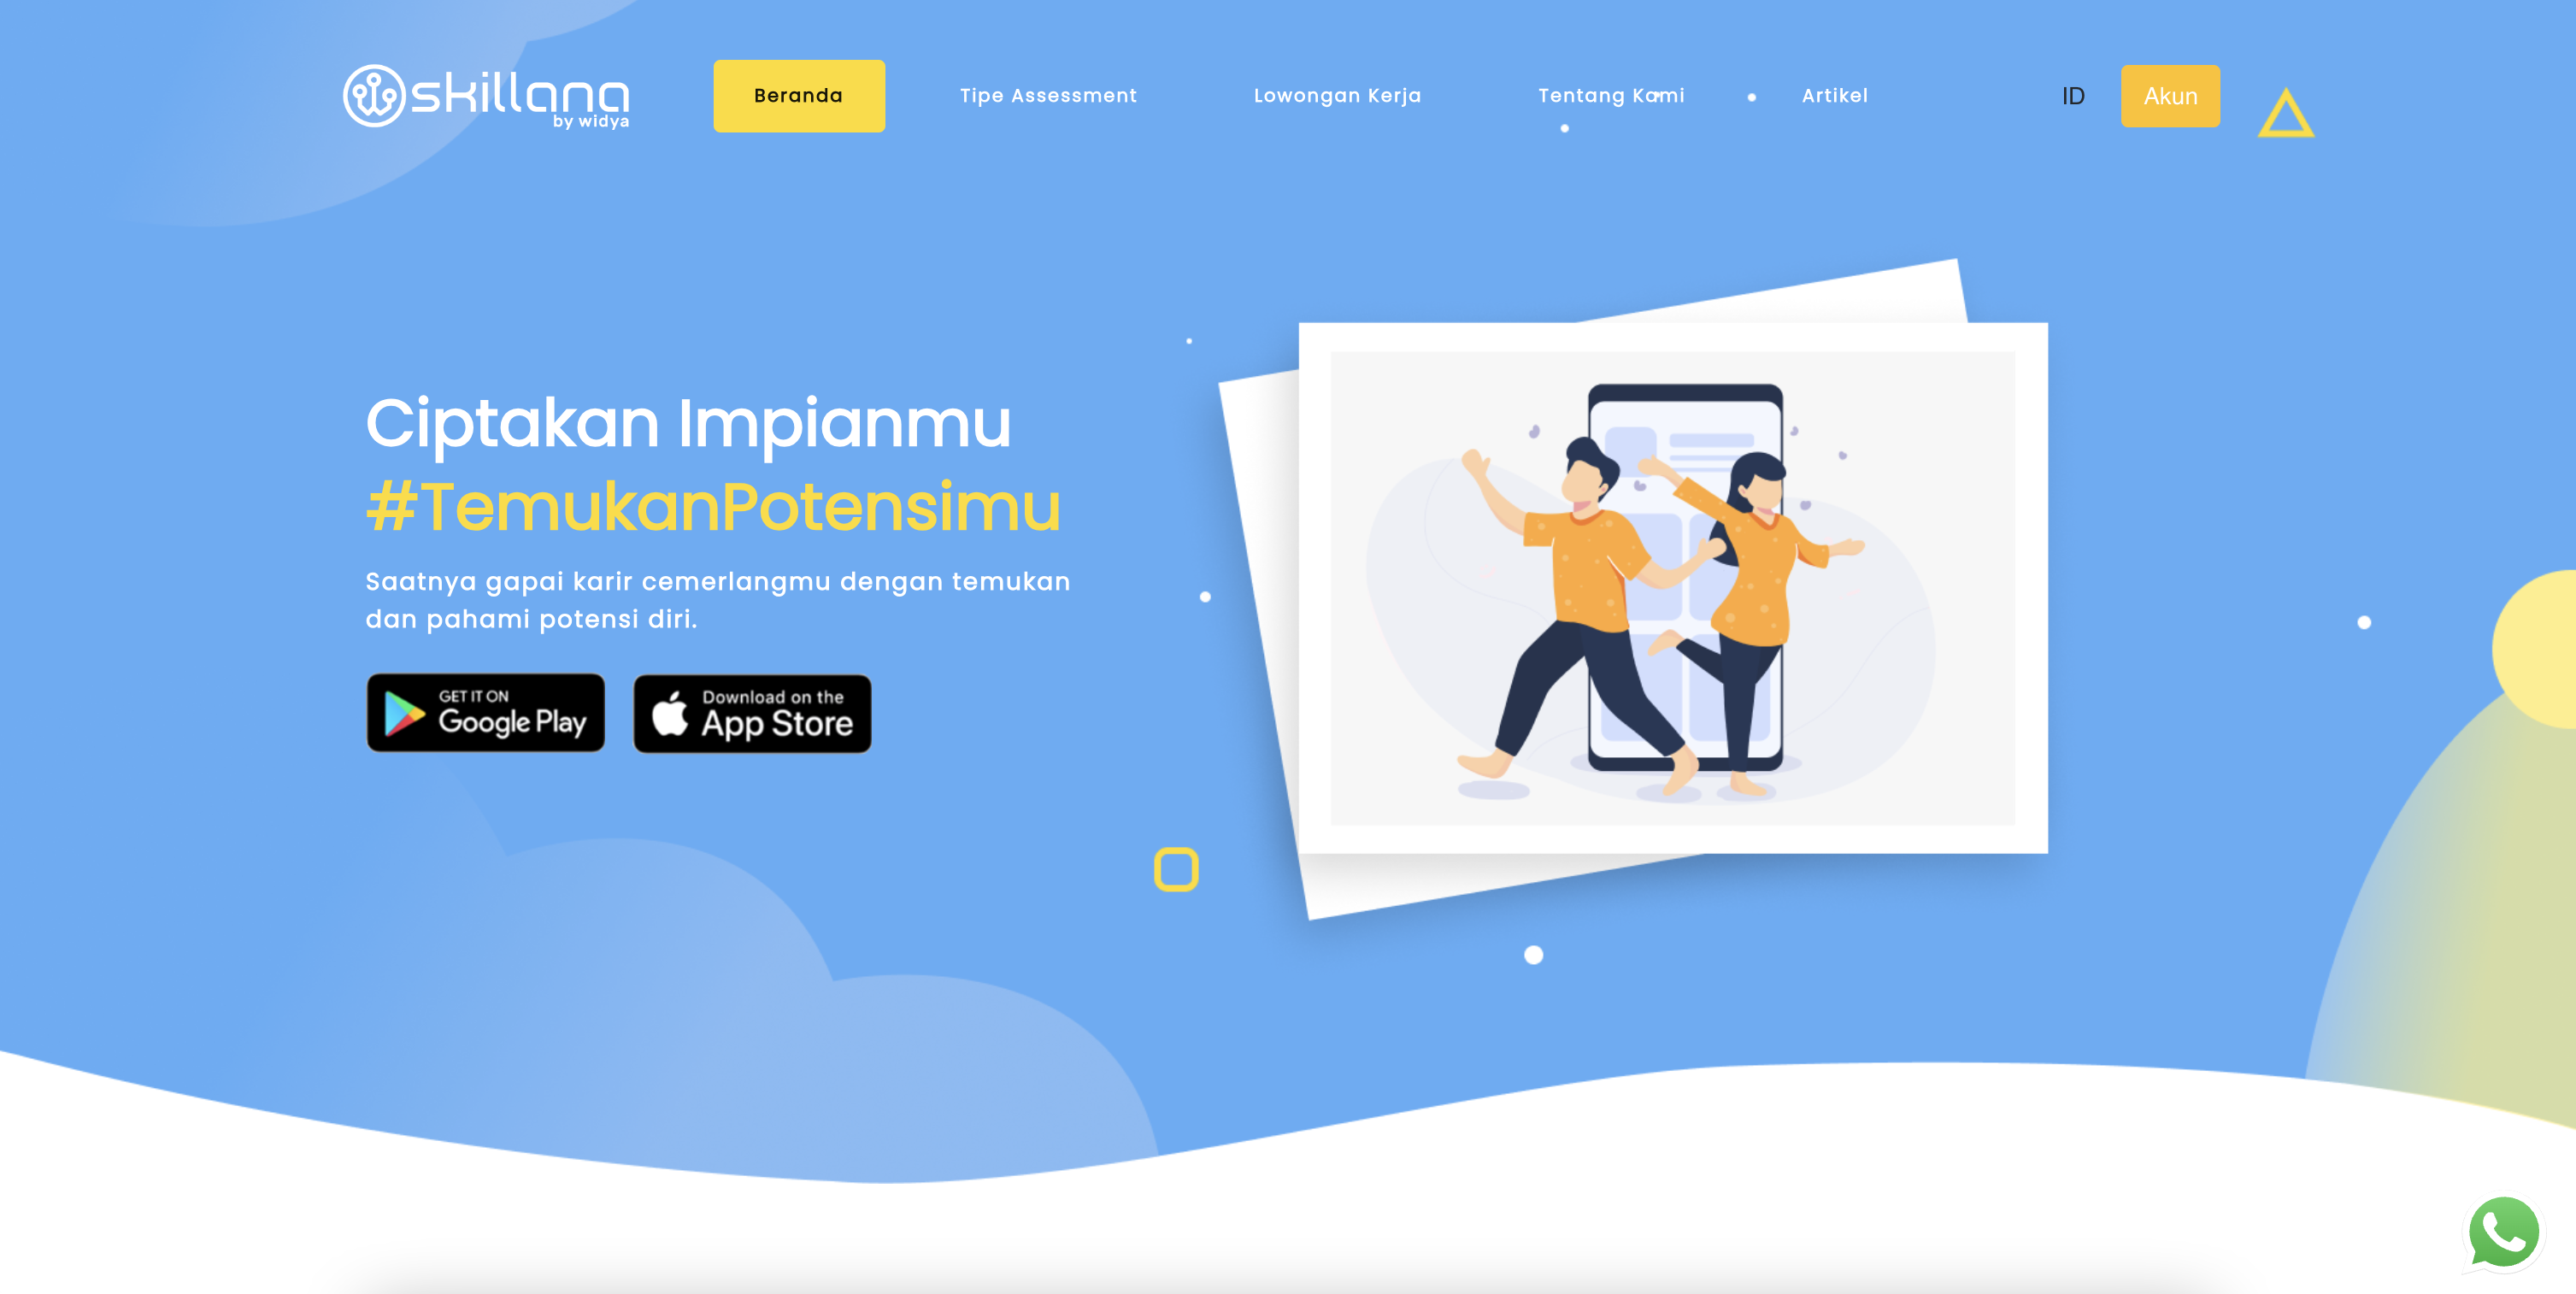 skillana
by widya
Beranda
Tipe Assessment
Lowongan Kerja
Tentang Kami
Artikel
ID
Akun
Ciptakan Impianmu
#TemukanPotensimu
Saatnya gapai karir cemerlangmu dengan temukan
dan pahami potensi diri.
GET IT ON
Google Play
Download on the
App Store